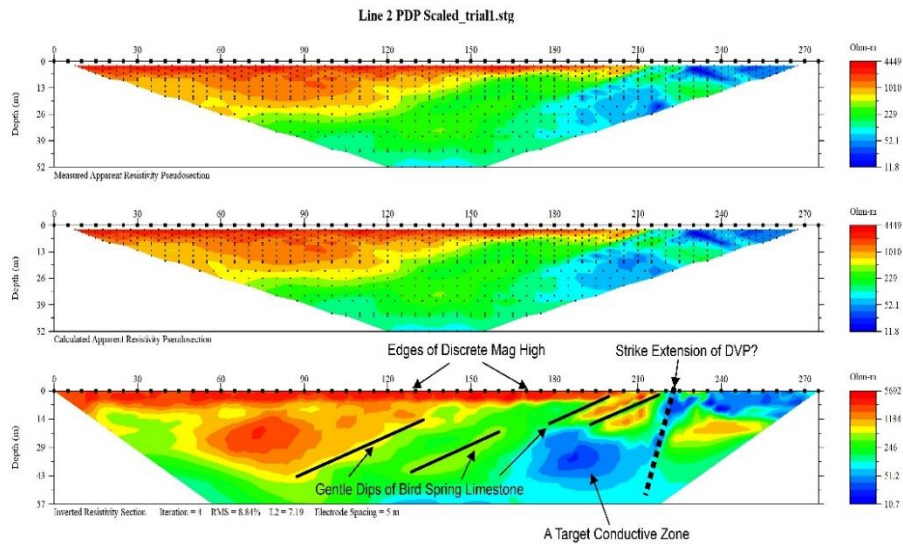 Line 2 PDP Scaled_trial1.stg
0 30 60 90 120 150 180 210 240 270 Ohm-m
Depth (m)
0
13
26
39
52
4449
1010
229
52.1
11.8
Measured Apparent Resistivity Pseudosection
0 30 60 90 120 150 180 210 240 270 Ohm-m
Depth (m)
0
13
26
39
52
4419
1010
229
52.1
11.8
Calculated Apparent Resistivity Pseudosection
Edges of Discrete Mag High
Strike Extension of DVP?
0 30 60 90 120 150 180 210 240 270 Ohm-m
Depth (m)
0
14
29
43
57
5692
1184
246
51.3
10.7
Gentle Dips of Bird Spring Limestone
Inverted Resistivity Section Iteration = 4 RMS = 8.84% L2 = 7.19 Electrode Spacing = 5 m
A Target Conductive Zone